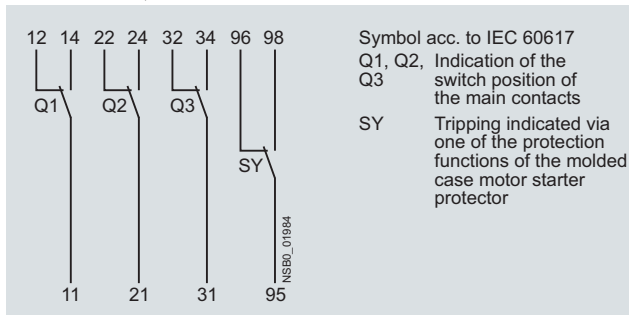 12 14 22 24 32 34 96 98
Q1 Q2 Q3
SY
NSB0_01984
11 21 31 95
Symbol acc. to IEC 60617
Q1, Q2, Indication of the
Q3 switch position of
the main contacts
SY Tripping indicated via
one of the protection
functions of the molded
case motor starter
protector